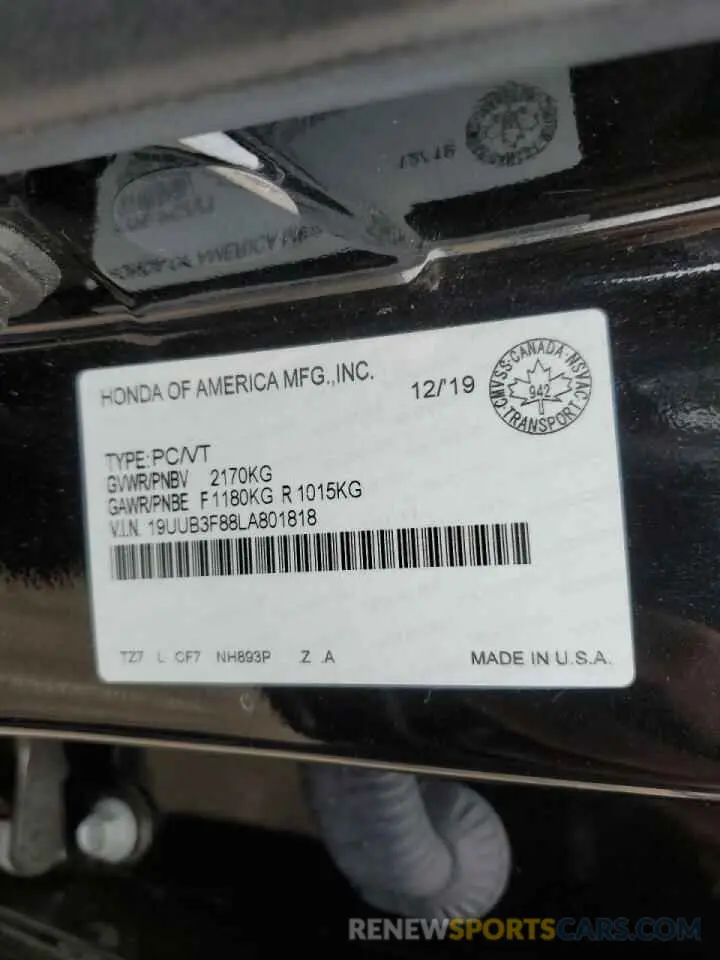 HONDA OF AMERICA MFG.,INC.
12/'19
CMVSS·CANADA·NSVAC
942
TRANSPORT
TYPE:PC/VT
GVWR/PNBV 2170KG
GAWR/PNBE F1180KG R1015KG
V.I.N. 19UUB3F88LA801818
TZ7 L CF7 NH893P Z .A
MADE IN U.S.A.
RENEWSPORTSCARS.COM